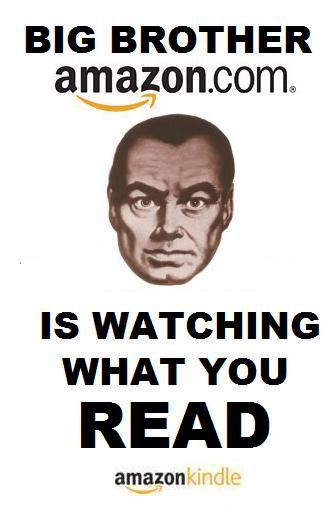 BIG BROTHER
amazon.com®
IS WATCHING
WHAT YOU
READ
amazonkindle